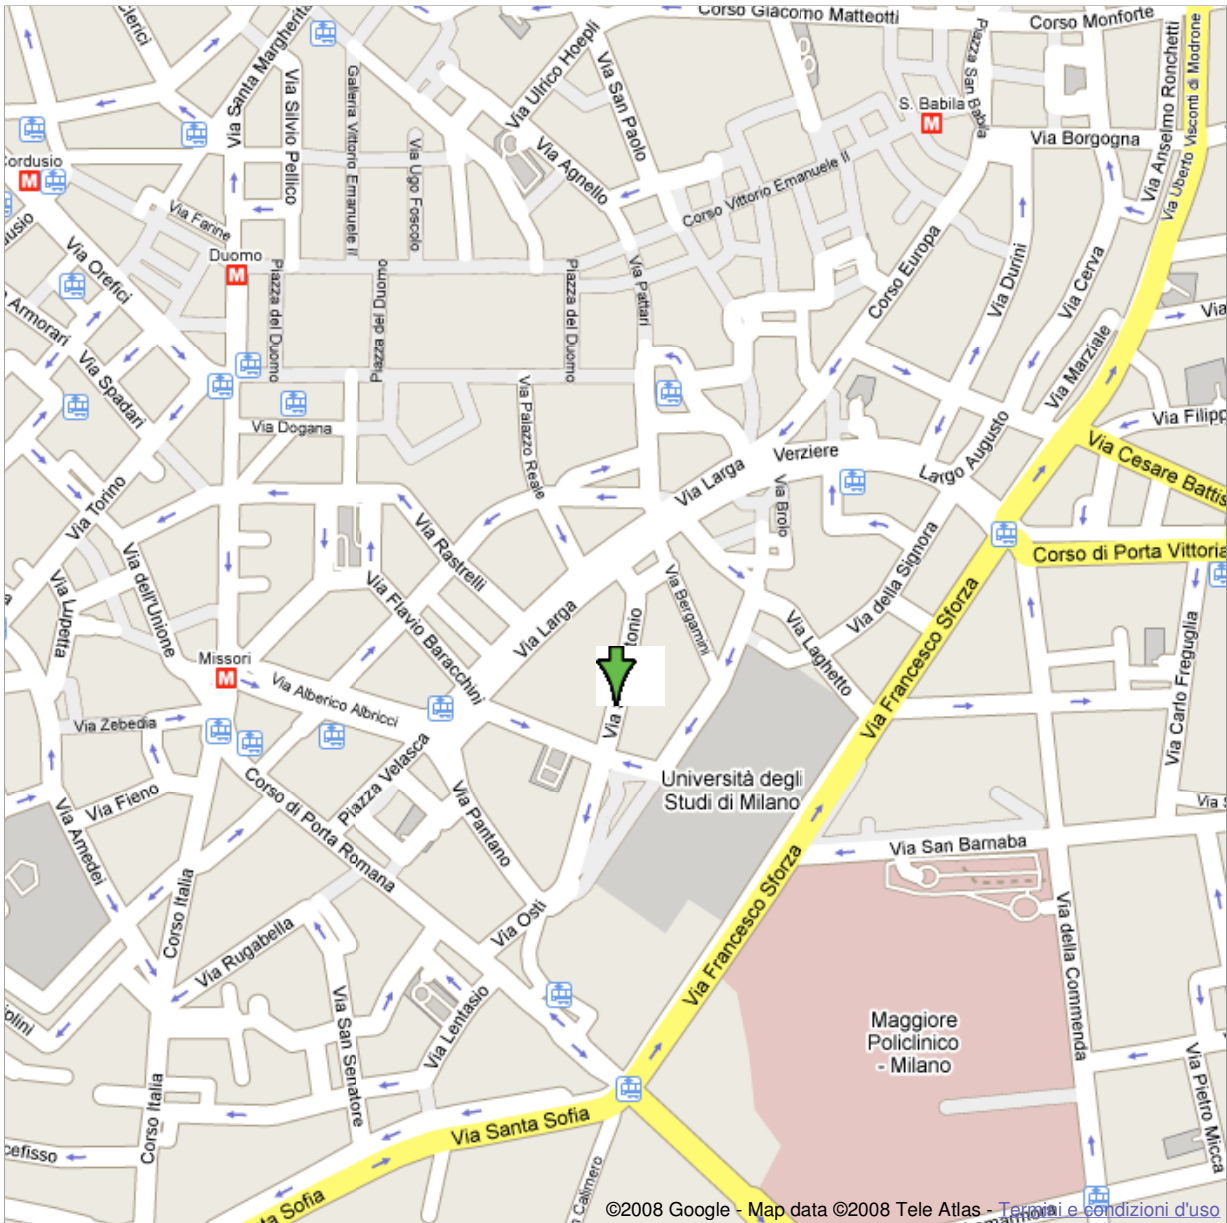 Corso Giacomo Matteotti
Corso Monforte
Clerici
Via Santa Margherita
Via Silvio Pellico
Galleria Vittorio Emanuele II
Via Ugo Foscolo
Via Ulrico Hoepli
Via San Paolo
Via Agnello
Piazza San Babila
S. Babila
M
Via Borgogna
Via Anselmo Ronchetti
Via Uberto Visconti di Modrone
Cordusio
M
Via Farine
Corso Vittorio Emanuele II
Via Orefici
Duomo
M
Piazza del Duomo
Piazza del Duomo
Piazza del Duomo
Via Pattari
Corso Europa
Via Durini
Via Cerva
Via
Armorari
Via Spadari
Via Marziale
Via Dogana
Via Palazzo Reale
Via Filipp
Via Cesare Battis
Via Larga
Verziere
Largo Augusto
Via Torino
Via Brolo
Via Rastrelli
Via della Signora
Corso di Porta Vittoria
Via Lupetta
Via dell'Unione
Via Flavio Baracchini
Via Larga
Via Bergamini
Via Laghetto
Via Francesco Sforza
Via Carlo Freguglia
Missori
M
Via Alberico Albricci
Via
tonio
Via Zebedia
Piazza Velasca
Università degli
Studi di Milano
Via Fieno
Via Amedei
Corso di Porta Romana
Via Pantano
Via San Barnaba
Via Francesco Sforza
Corso Italia
Via Osti
Via Rugabella
Via della Commenda
Via San Senatore
Via Lentasio
Maggiore
Policlinico
- Milano
Via Pietro Micca
Corso Italia
Via Santa Sofia
cefisso
ta Sofia
n Calimero
©2008 Google - Map data ©2008 Tele Atlas - Termini e condizioni d'uso